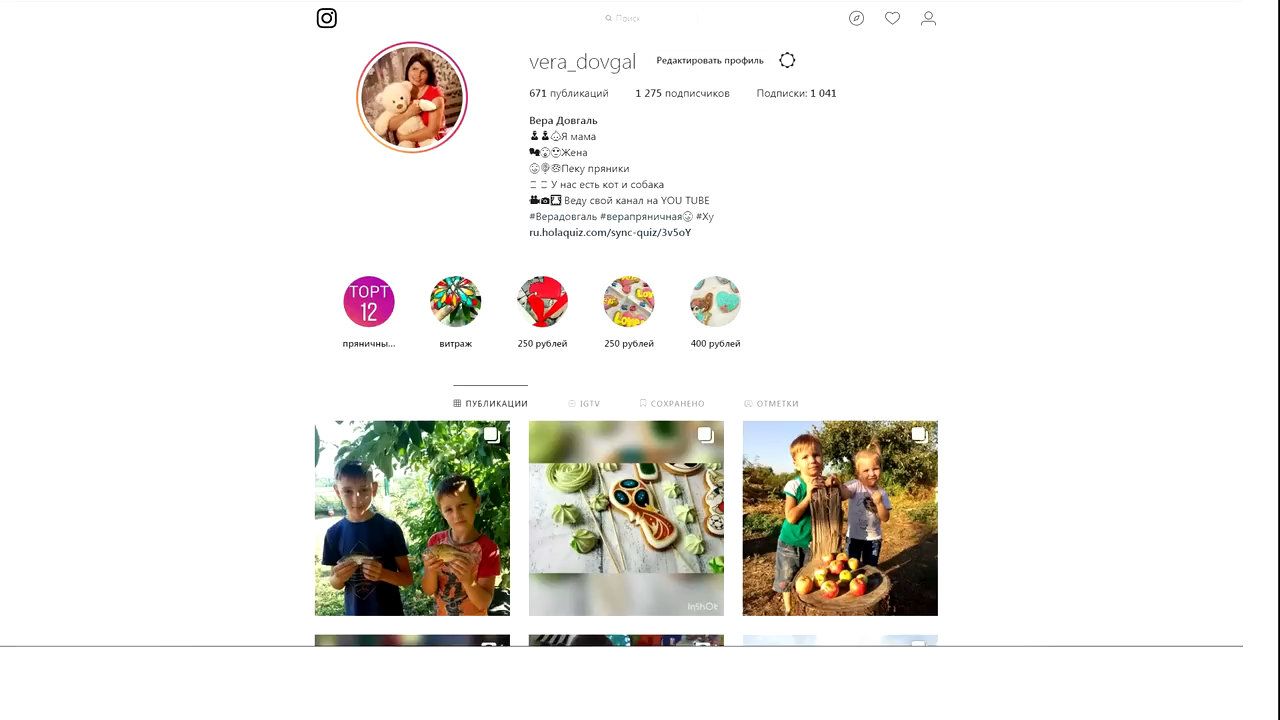 Поиск
vera_dovgal Редактировать профиль
671 публикаций 1 275 подписчиков Подписки: 1 041
Вера Довгаль
Я мама
Жена
Пеку пряники
У нас есть кот и собака
Веду свой канал на YOU TUBE
#Верадовгаль #верапряничная #Ху
ru.holaquiz.com/sync-quiz/3v5oY
ТОРТ
12
Love
Love
пряничны... витраж 250 рублей 250 рублей 400 рублей
ПУБЛИКАЦИИ IGTV СОХРАНЕНО ОТМЕТКИ
InShOt